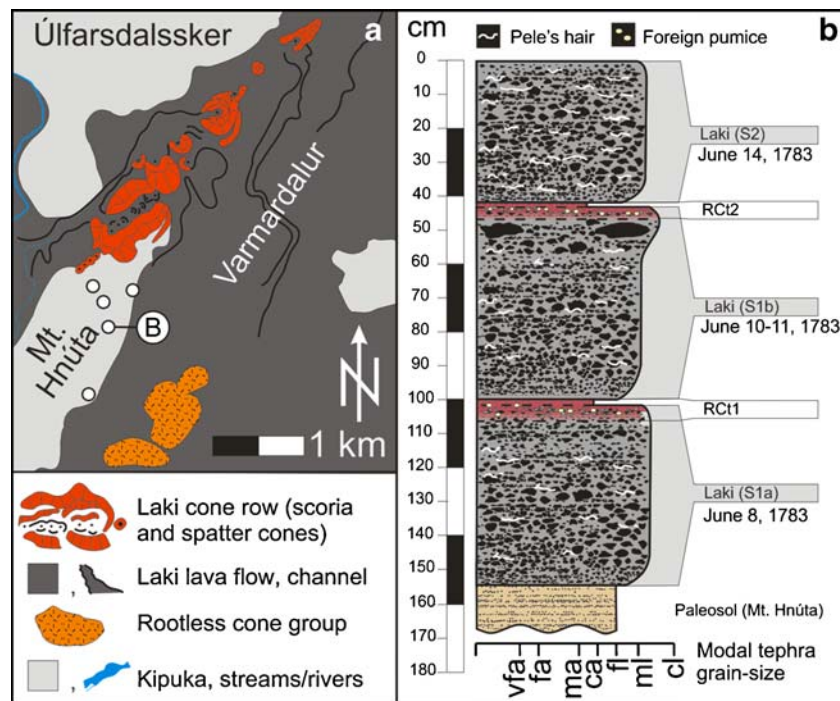 Úlfarsdalssker
a
Varmardalur
Mt.
Hnúta
B
N
1 km
Laki cone row (scoria
and spatter cones)
, Laki lava flow, channel
Rootless cone group
, Kipuka, streams/rivers
cm
Pele's hair
Foreign pumice
b
0
10
20
30
40
50
60
70
80
90
100
110
120
130
140
150
160
170
180
Laki (S2)
June 14, 1783
RCt2
Laki (S1b)
June 10-11, 1783
RCt1
Laki (S1a)
June 8, 1783
Paleosol (Mt. Hnúta)
vfa
fa
ma
ca
fl
ml
cl
Modal tephra
grain-size